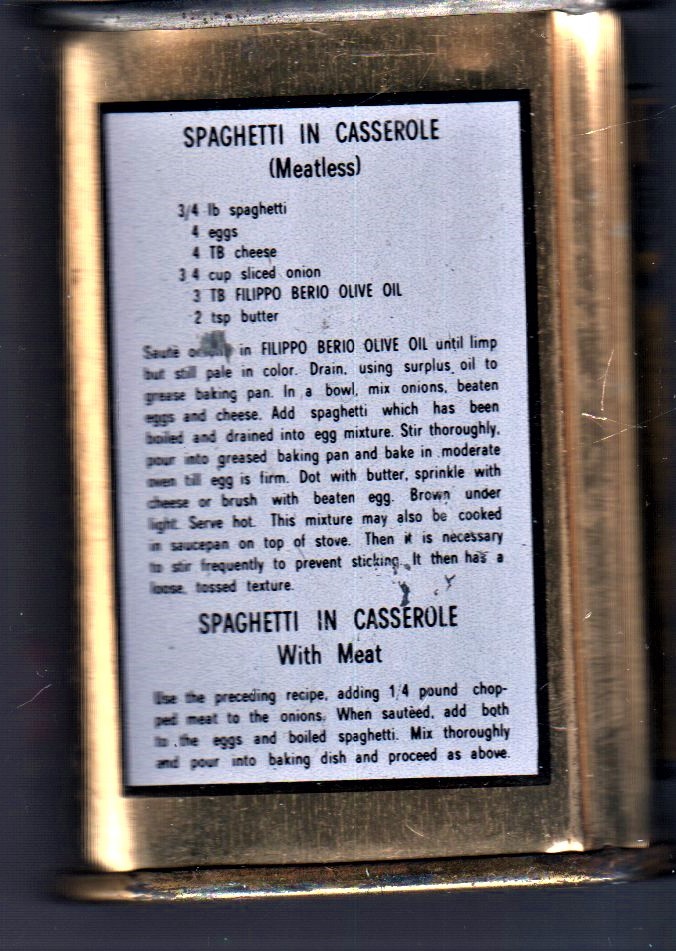 SPAGHETTI IN CASSEROLE
(Meatless)
3/4 lb spaghetti
4 eggs
4 TB cheese
3 4 cup sliced onion
3 TB FILIPPO BERIO OLIVE OIL
2 tsp butter
Sautè in FILIPPO BERIO OLIVE OIL until limp
but still pale in color. Drain, using surplus oil to
grease baking pan. In a bowl, mix onions, beaten
eggs and cheese. Add spaghetti which has been
boiled and drained into egg mixture. Stir thoroughly,
pour into greased baking pan and bake in moderate
oven till egg is firm. Dot with butter, sprinkle with
cheese or brush with beaten egg. Brown under
light. Serve hot. This mixture may also be cooked
in saucepan on top of stove. Then it is necessary
to stir frequently to prevent sticking. It then has a
loose, tossed texture.
SPAGHETTI IN CASSEROLE
With Meat
Use the preceding recipe, adding 1/4 pound chop-
ped meat to the onions. When sautèed, add both
to the eggs and boiled spaghetti. Mix thoroughly
and pour into baking dish and proceed as above.